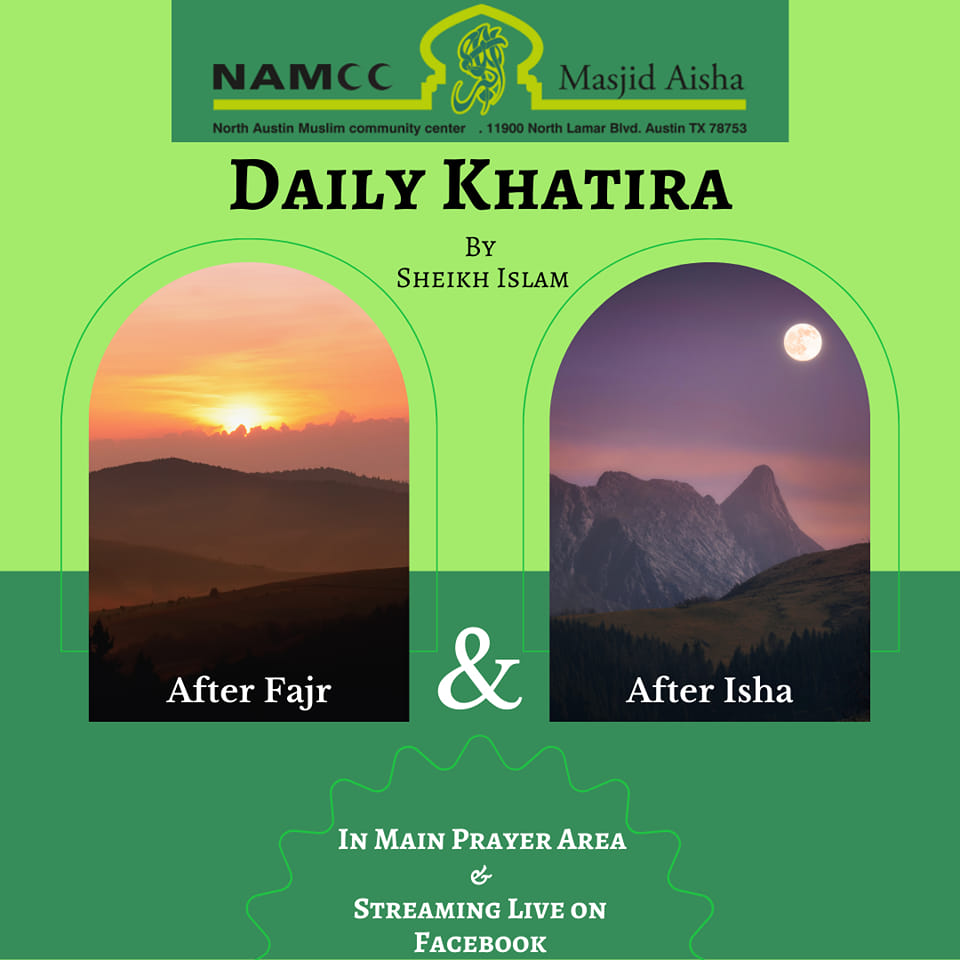 NAMCC Masjid Aisha
North Austin Muslim community center . 11900 North Lamar Blvd. Austin TX 78753
Daily Khatira
By
Sheikh Islam
After Fajr & After Isha
In Main Prayer Area
&
Streaming Live on
Facebook